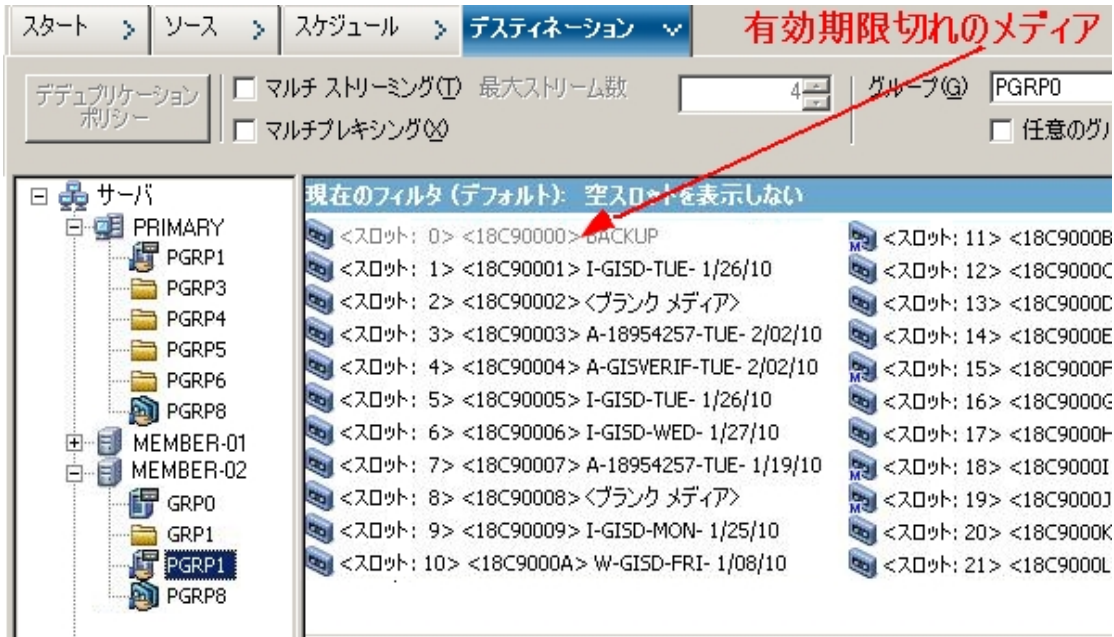 スタート ソース スケジュール デスティネーション 有効期限切れのメディア
デデュプリケーション ポリシー
マルチ ストリーミング(T) 最大ストリーム数 4 グループ(G) PGRP0
マルチプレキシング(X) 任意のグル
サーバ
PRIMARY
PGRP1
PGRP3
PGRP4
PGRP5
PGRP6
PGRP8
MEMBER-01
MEMBER-02
GRP0
GRP1
PGRP1
PGRP8
現在のフィルタ (デフォルト): 空スロットを表示しない
<スロット: 0> <18C90000> BACKUP
<スロット: 1> <18C90001> I-GISD-TUE- 1/26/10
<スロット: 2> <18C90002> <ブランク メディア>
<スロット: 3> <18C90003> A-18954257-TUE- 2/02/10
<スロット: 4> <18C90004> A-GISVERIF-TUE- 2/02/10
<スロット: 5> <18C90005> I-GISD-TUE- 1/26/10
<スロット: 6> <18C90006> I-GISD-WED- 1/27/10
<スロット: 7> <18C90007> A-18954257-TUE- 1/19/10
<スロット: 8> <18C90008> <ブランク メディア>
<スロット: 9> <18C90009> I-GISD-MON- 1/25/10
<スロット: 10> <18C9000A> W-GISD-FRI- 1/08/10
<スロット: 11> <18C9000B
<スロット: 12> <18C9000C
<スロット: 13> <18C9000D
<スロット: 14> <18C9000E
<スロット: 15> <18C9000F
<スロット: 16> <18C9000G
<スロット: 17> <18C9000H
<スロット: 18> <18C9000I
<スロット: 19> <18C9000J
<スロット: 20> <18C9000K
<スロット: 21> <18C9000L